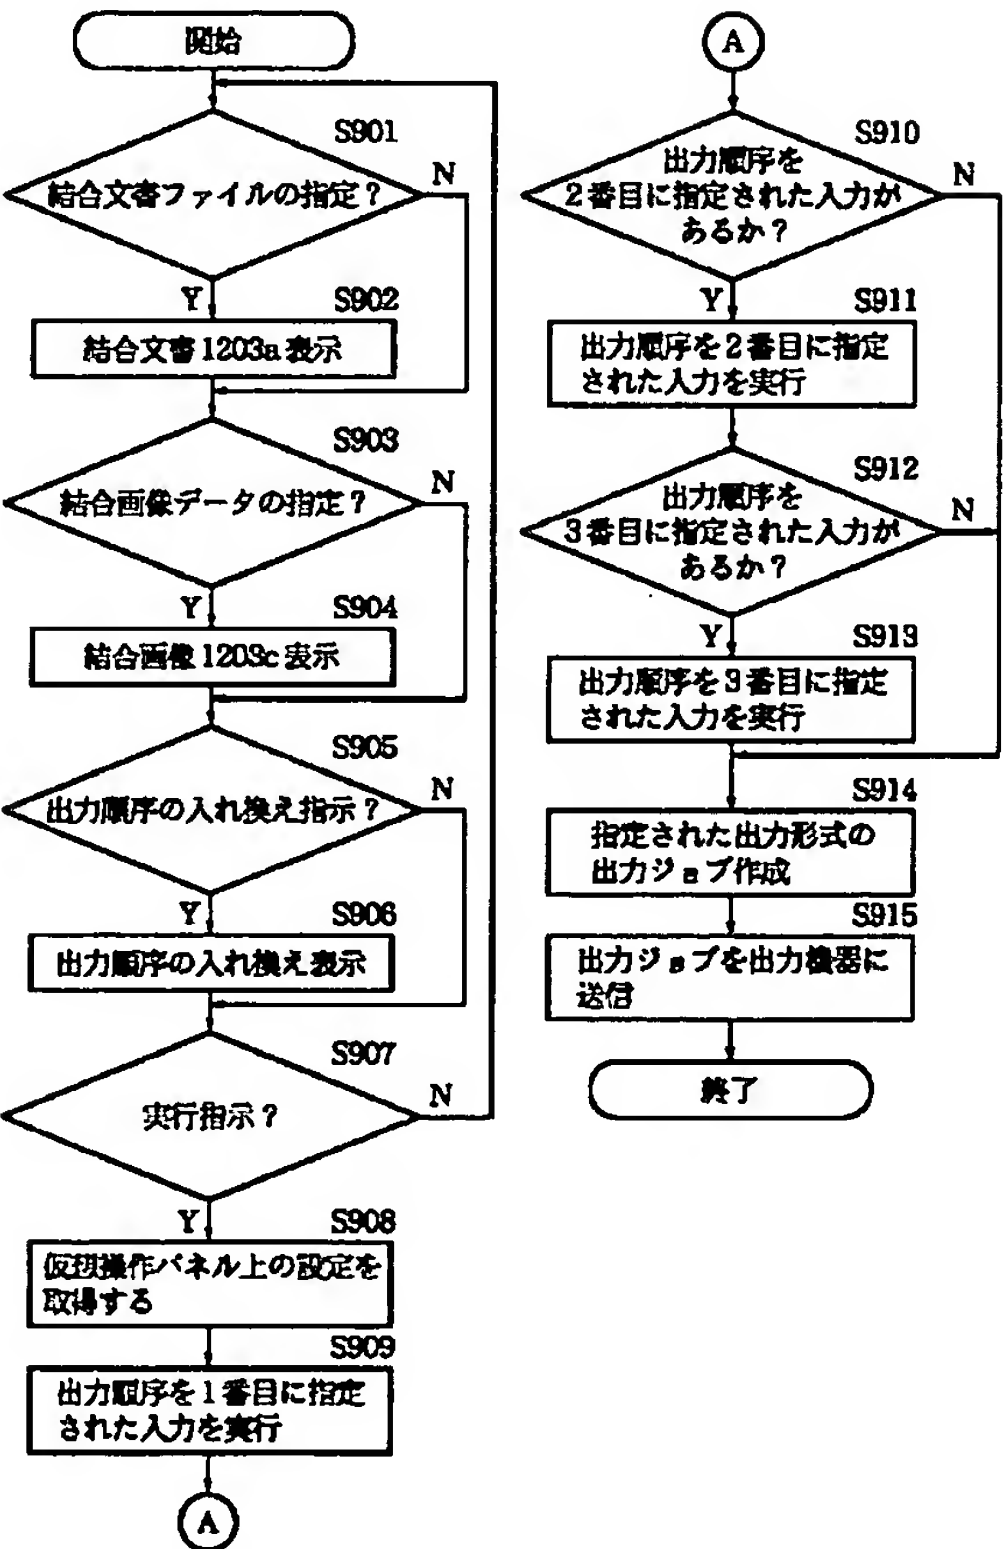 開始
S901
結合文書ファイルの指定？
N
Y
S902
結合文書1203a表示
S903
結合画像データの指定？
N
Y
S904
結合画像1203c表示
S905
出力順序の入れ換え指示？
N
Y
S906
出力順序の入れ換え表示
S907
実行指示？
N
Y
S908
仮想操作パネル上の設定を
取得する
S909
出力順序を1番目に指定
された入力を実行
A
A
S910
出力順序を
2番目に指定された入力が
あるか？
N
Y
S911
出力順序を2番目に指定
された入力を実行
S912
出力順序を
3番目に指定された入力が
あるか？
N
Y
S913
出力順序を3番目に指定
された入力を実行
S914
指定された出力形式の
出力ジョブ作成
S915
出力ジョブを出力機器に
送信
終了